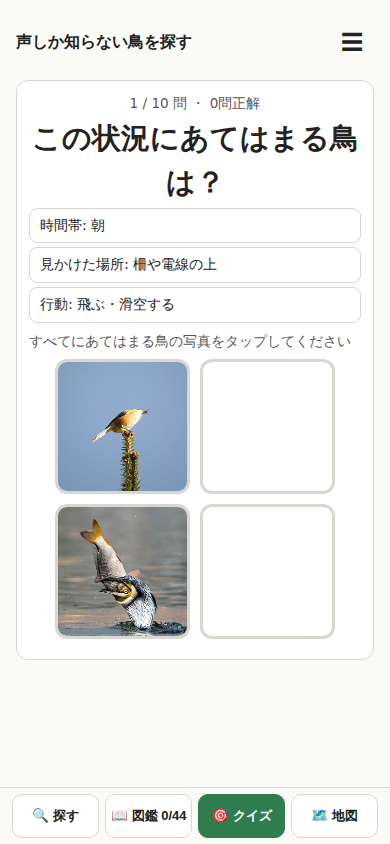 声しか知らない鳥を探す
1 / 10 問 ・ 0問正解
この状況にあてはまる鳥
は？
時間帯: 朝
見かけた場所: 柵や電線の上
行動: 飛ぶ・滑空する
すべてにあてはまる鳥の写真をタップしてください
探す
図鑑 0/44
クイズ
地図